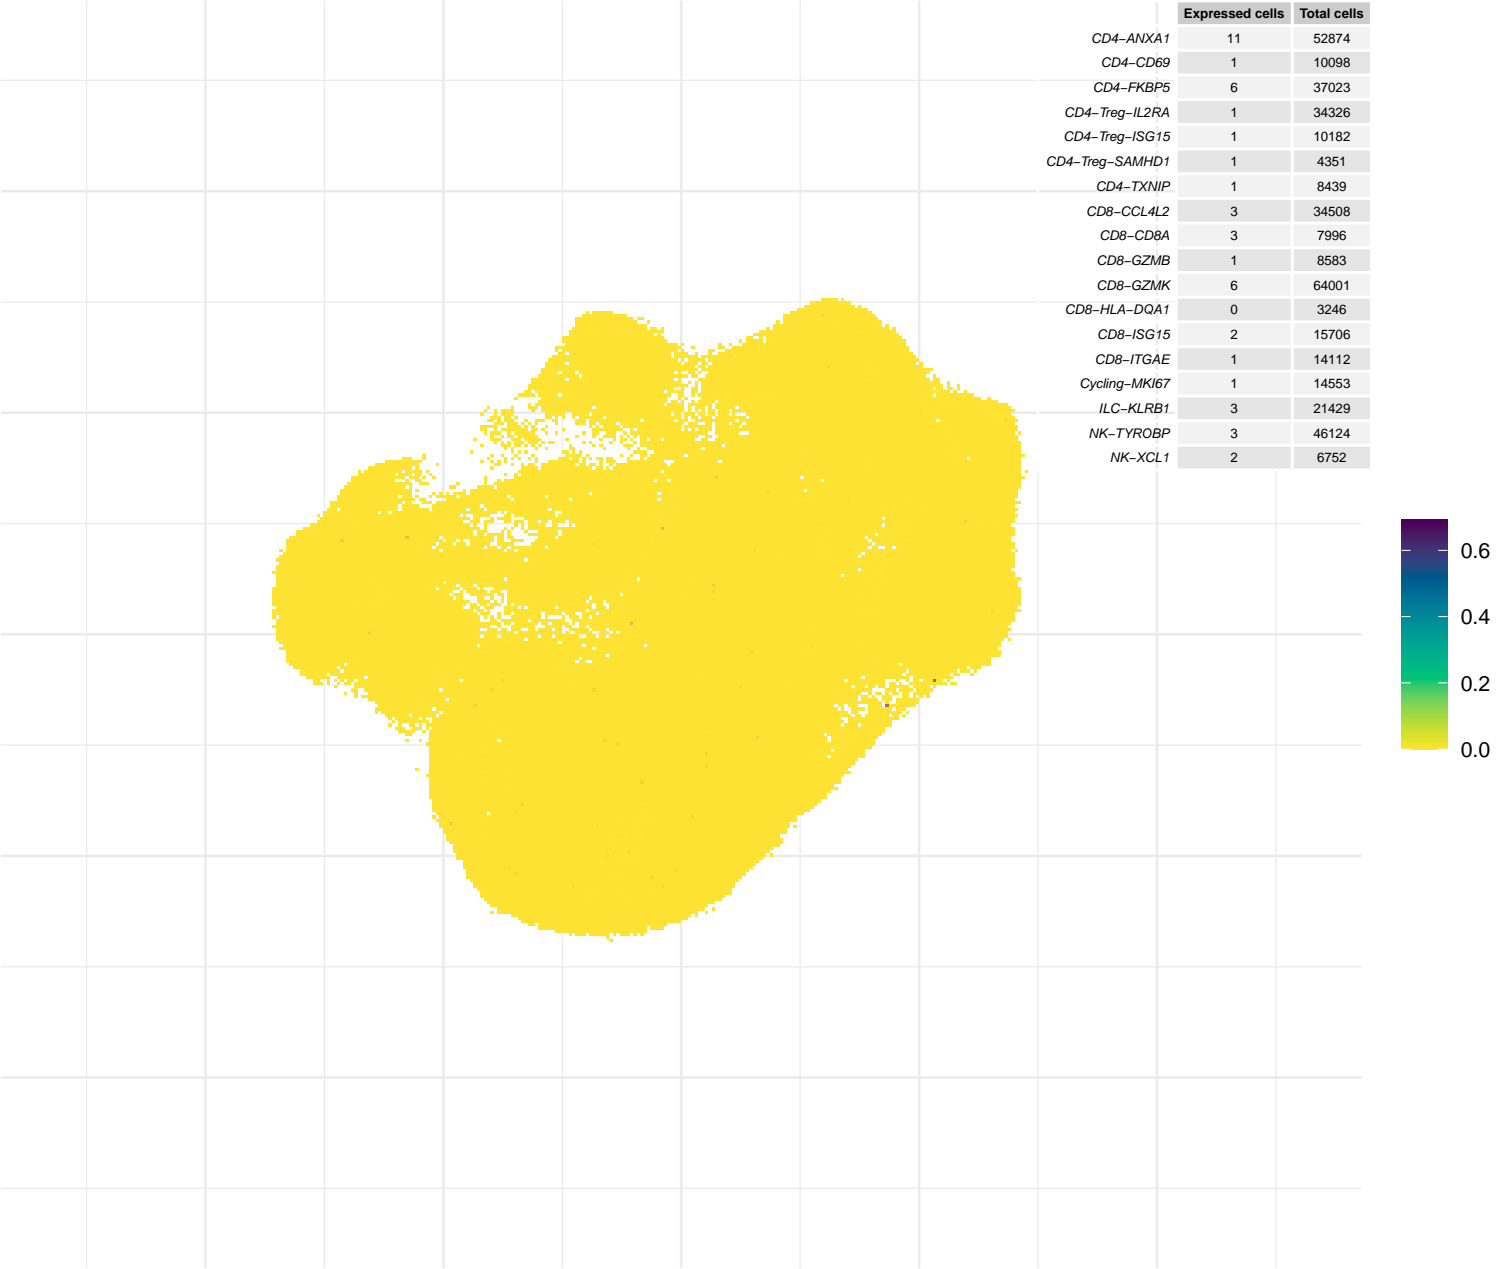 Expressed cells Total cells
CD4−ANXA1 11 52874
CD4−CD69 1 10098
CD4−FKBP5 6 37023
CD4−Treg−IL2RA 1 34326
CD4−Treg−ISG15 1 10182
CD4−Treg−SAMHD1 1 4351
CD4−TXNIP 1 8439
CD8−CCL4L2 3 34508
CD8−CD8A 3 7996
CD8−GZMB 1 8583
CD8−GZMK 6 64001
CD8−HLA−DQA1 0 3246
CD8−ISG15 2 15706
CD8−ITGAE 1 14112
Cycling−MKI67 1 14553
ILC−KLRB1 3 21429
NK−TYROBP 3 46124
NK−XCL1 2 6752
0.6
0.4
0.2
0.0